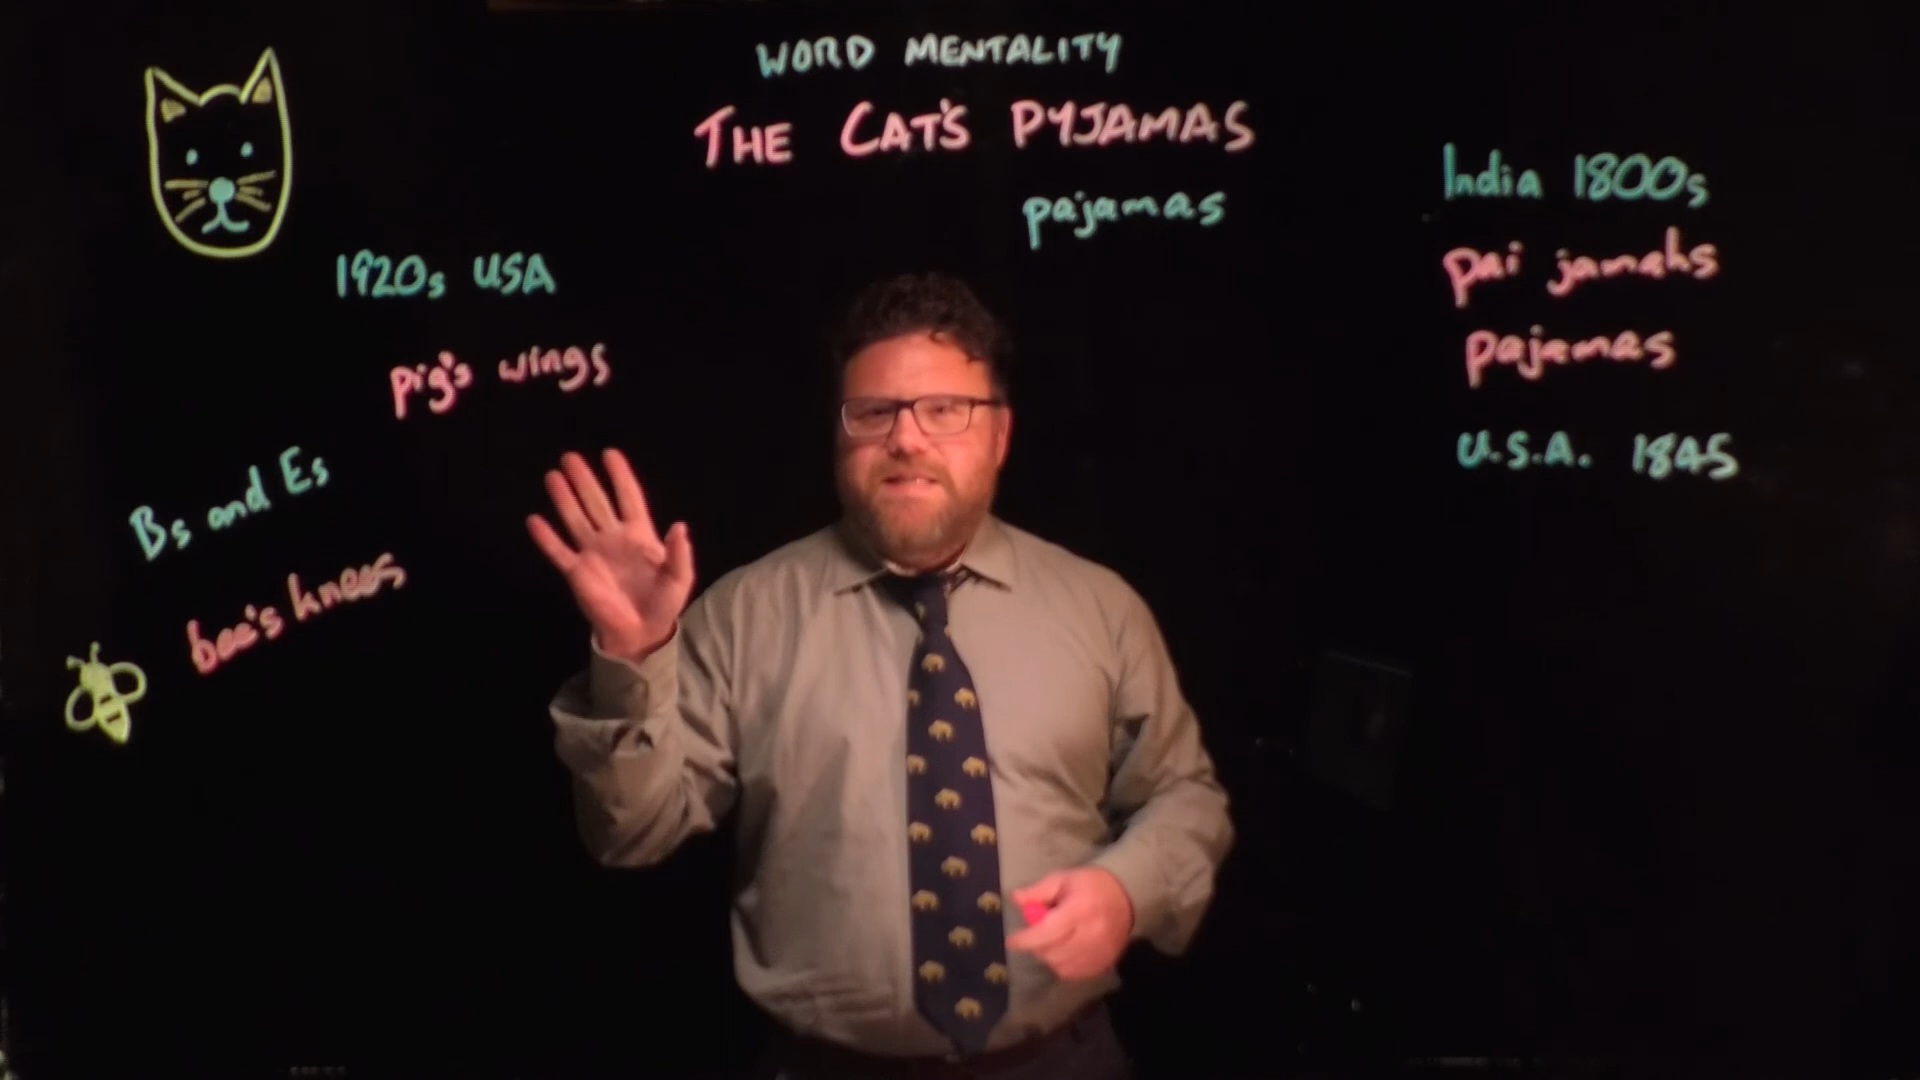 WORD MENTALITY
THE CAT'S PYJAMAS
pajamas
1920s USA
pig's wings
Bs and Es
bee's knees
India 1800s
pai jamahs
pajamas
U.S.A. 1845